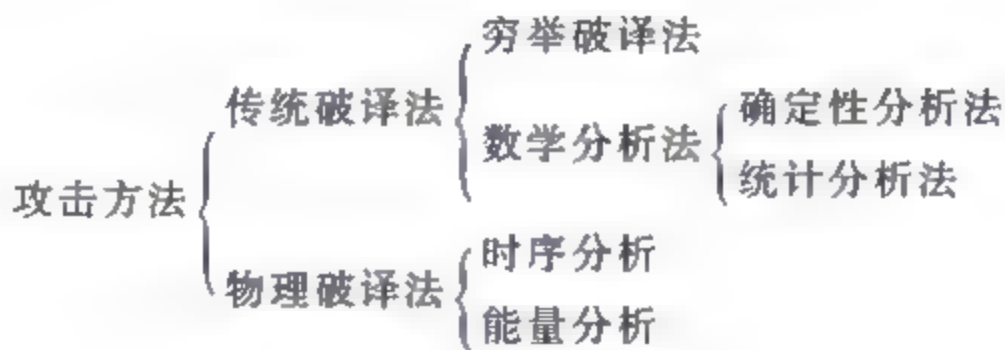 攻击方法
传统破译法
穷举破译法
数学分析法
确定性分析法
统计分析法
物理破译法
时序分析
能量分析